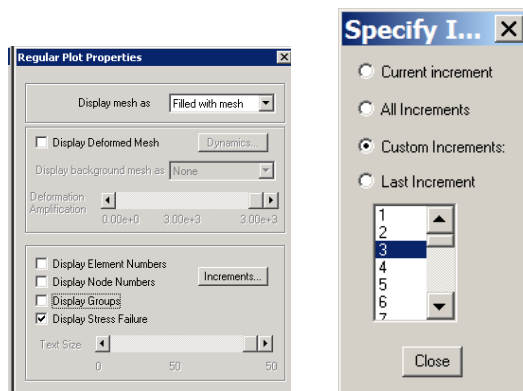 Regular Plot Properties
Display mesh as Filled with mesh
Display Deformed Mesh Dynamics...
Display background mesh as None
Deformation
Amplification
0.00e+0 3.00e+3 3.00e+3
Display Element Numbers
Display Node Numbers Increments...
Display Groups
Display Stress Failure
Text Size
0 50 50
Specify I...
Current increment
All Increments
Custom Increments:
Last Increment
1
2
3
4
5
6
7
Close